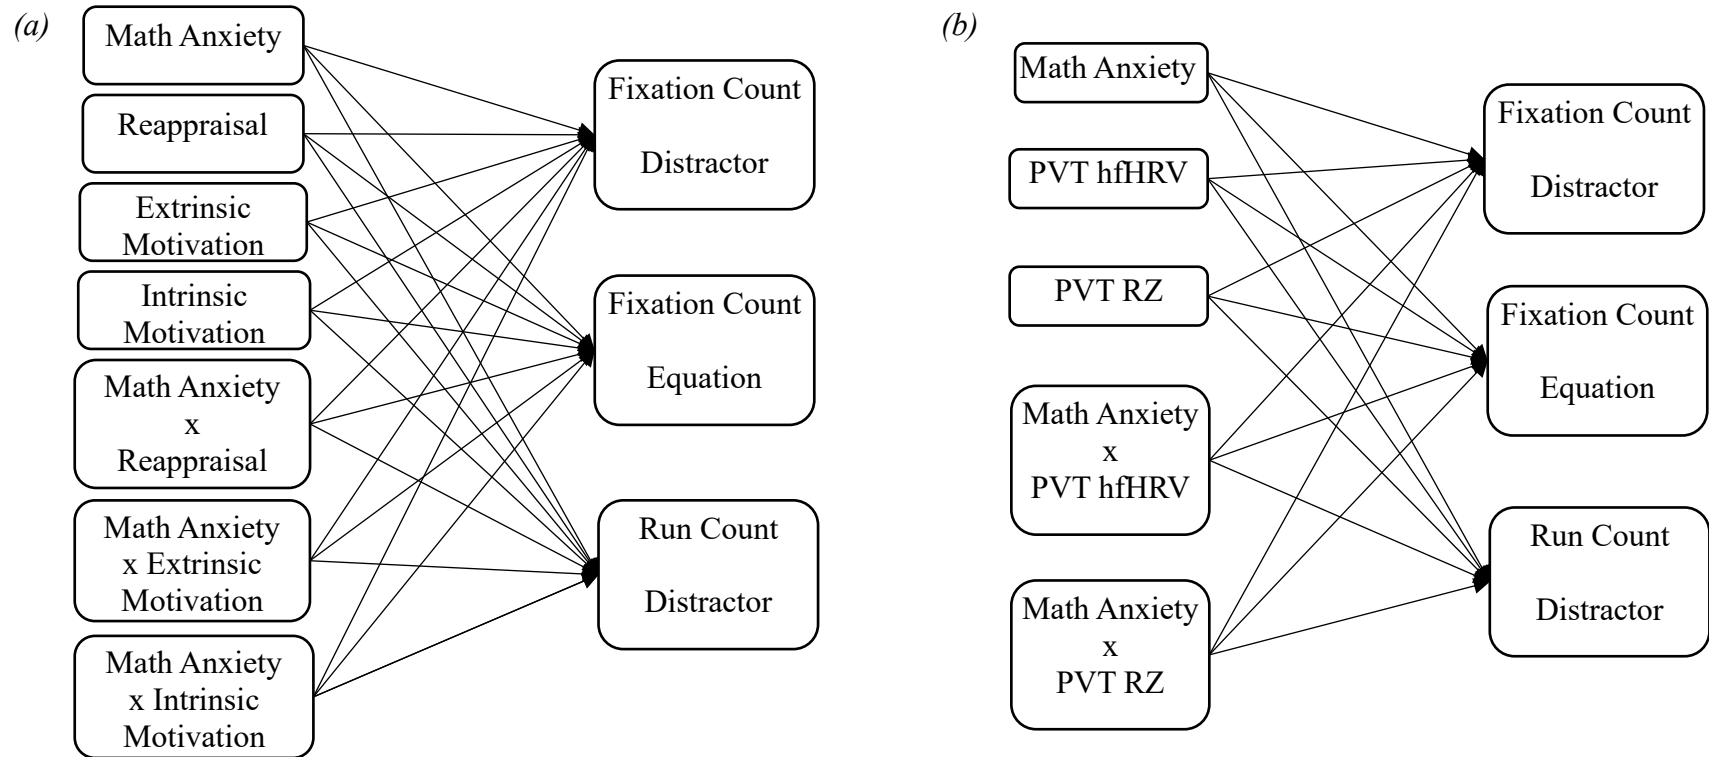 (a)
Math Anxiety
Reappraisal
Extrinsic
Motivation
Intrinsic
Motivation
Math Anxiety
x
Reappraisal
Math Anxiety
x Extrinsic
Motivation
Math Anxiety
x Intrinsic
Motivation
Fixation Count
Distractor
Fixation Count
Equation
Run Count
Distractor
(b)
Math Anxiety
PVT hfHRV
PVT RZ
Math Anxiety
x
PVT hfHRV
Math Anxiety
x
PVT RZ
Fixation Count
Distractor
Fixation Count
Equation
Run Count
Distractor